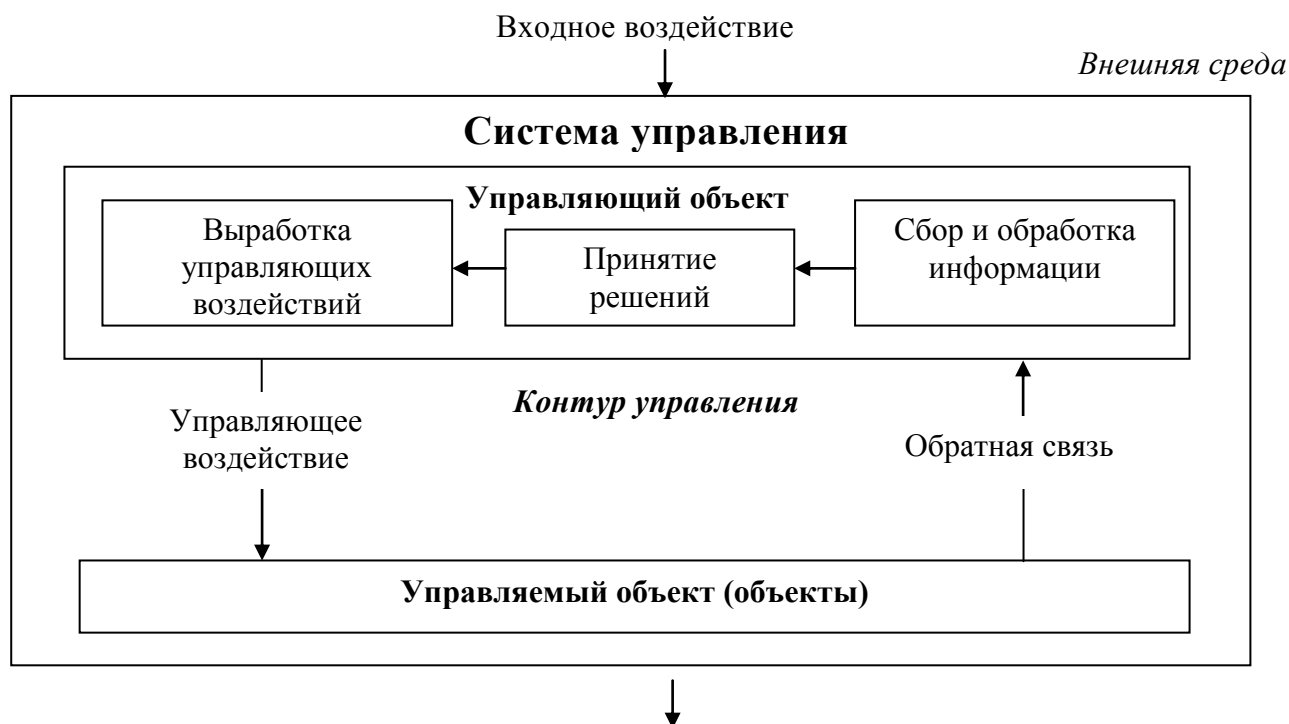 Входное воздействие
Внешняя среда
Система управления
Управляющий объект
Выработка
управляющих
воздействий
Принятие
решений
Сбор и обработка
информации
Контур управления
Управляющее
воздействие
Обратная связь
Управляемый объект (объекты)